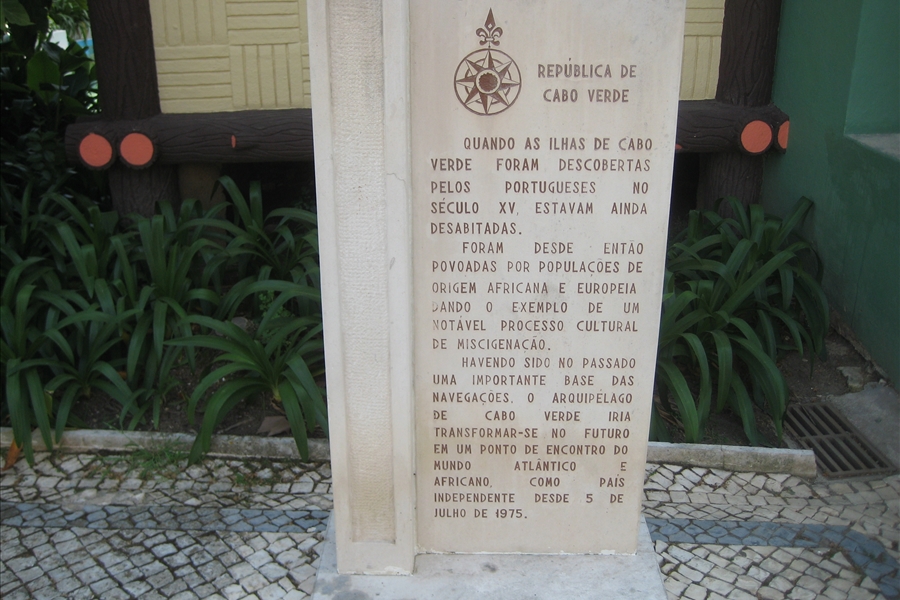 REPÚBLICA DE
CABO VERDE
QUANDO AS ILHAS DE CABO
VERDE FORAM DESCOBERTAS
PELOS PORTUGUESES NO
SÉCULO XV, ESTAVAM AINDA
DESABITADAS.
FORAM DESDE ENTÃO
POVOADAS POR POPULAÇÕES DE
ORIGEM AFRICANA E EUROPEIA
DANDO O EXEMPLO DE UM
NOTÁVEL PROCESSO CULTURAL
DE MISCIGENAÇÃO.
HAVENDO SIDO NO PASSADO
UMA IMPORTANTE BASE DAS
NAVEGAÇÕES, O ARQUIPÉLAGO
DE CABO VERDE IRIA
TRANSFORMAR-SE NO FUTURO
EM UM PONTO DE ENCONTRO DO
MUNDO ATLÂNTICO E
AFRICANO, COMO PAÍS
INDEPENDENTE DESDE 5 DE
JULHO DE 1975.